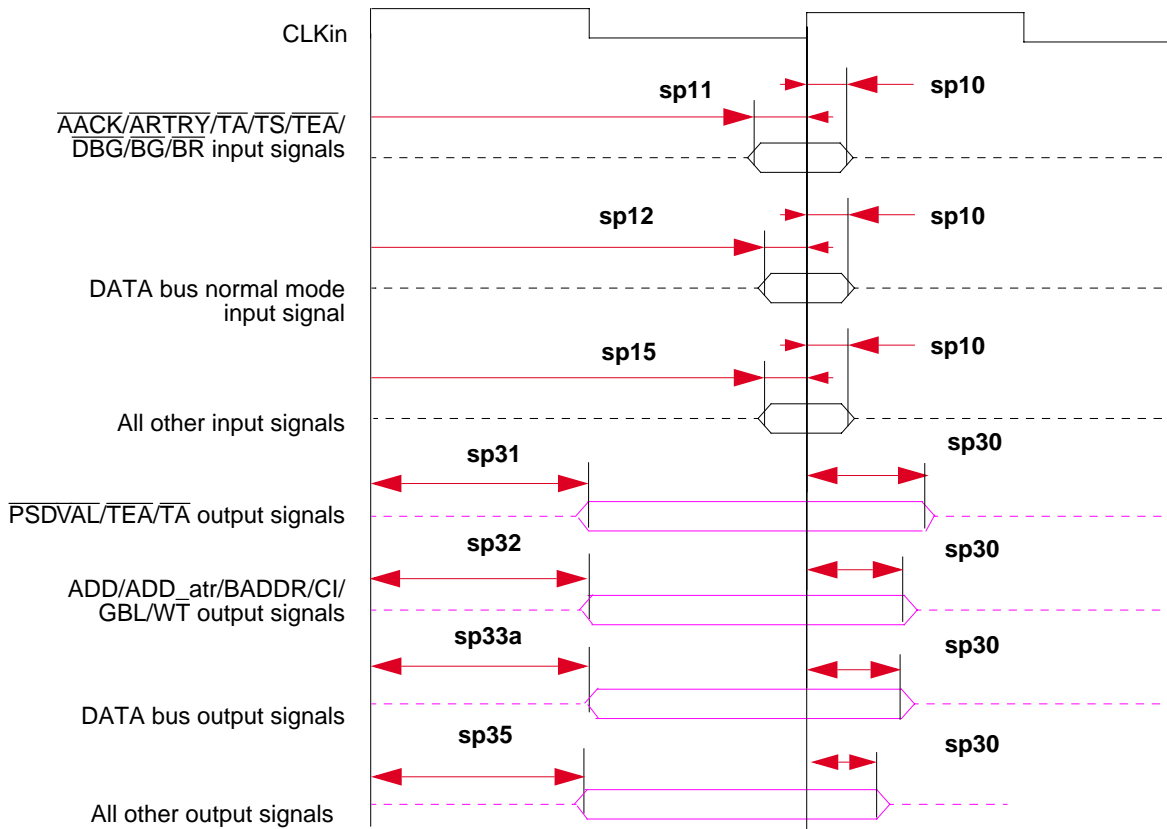 CLKin
sp11
sp10
AACK/ARTRY/TA/TS/TEA/
DBG/BG/BR input signals
sp12
sp10
DATA bus normal mode
input signal
sp15
sp10
All other input signals
sp31
sp30
PSDVAL/TEA/TA output signals
sp32
sp30
ADD/ADD_atr/BADDR/CI/
GBL/WT output signals
sp33a
sp30
DATA bus output signals
sp35
sp30
All other output signals